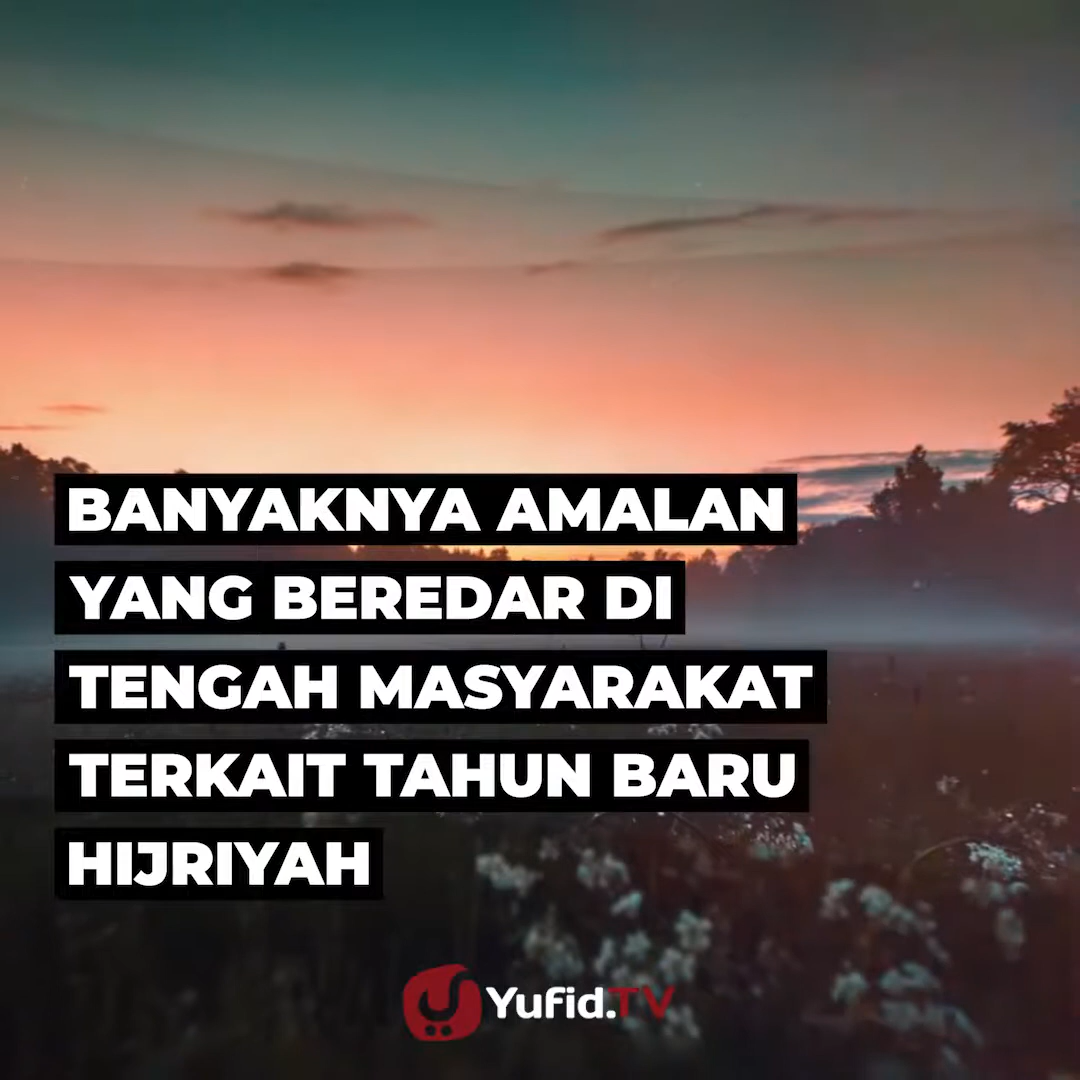 BANYAKNYA AMALAN
YANG BEREDAR DI
TENGAH MASYARAKAT
TERKAIT TAHUN BARU
HIJRIYAH
Yufid.TV